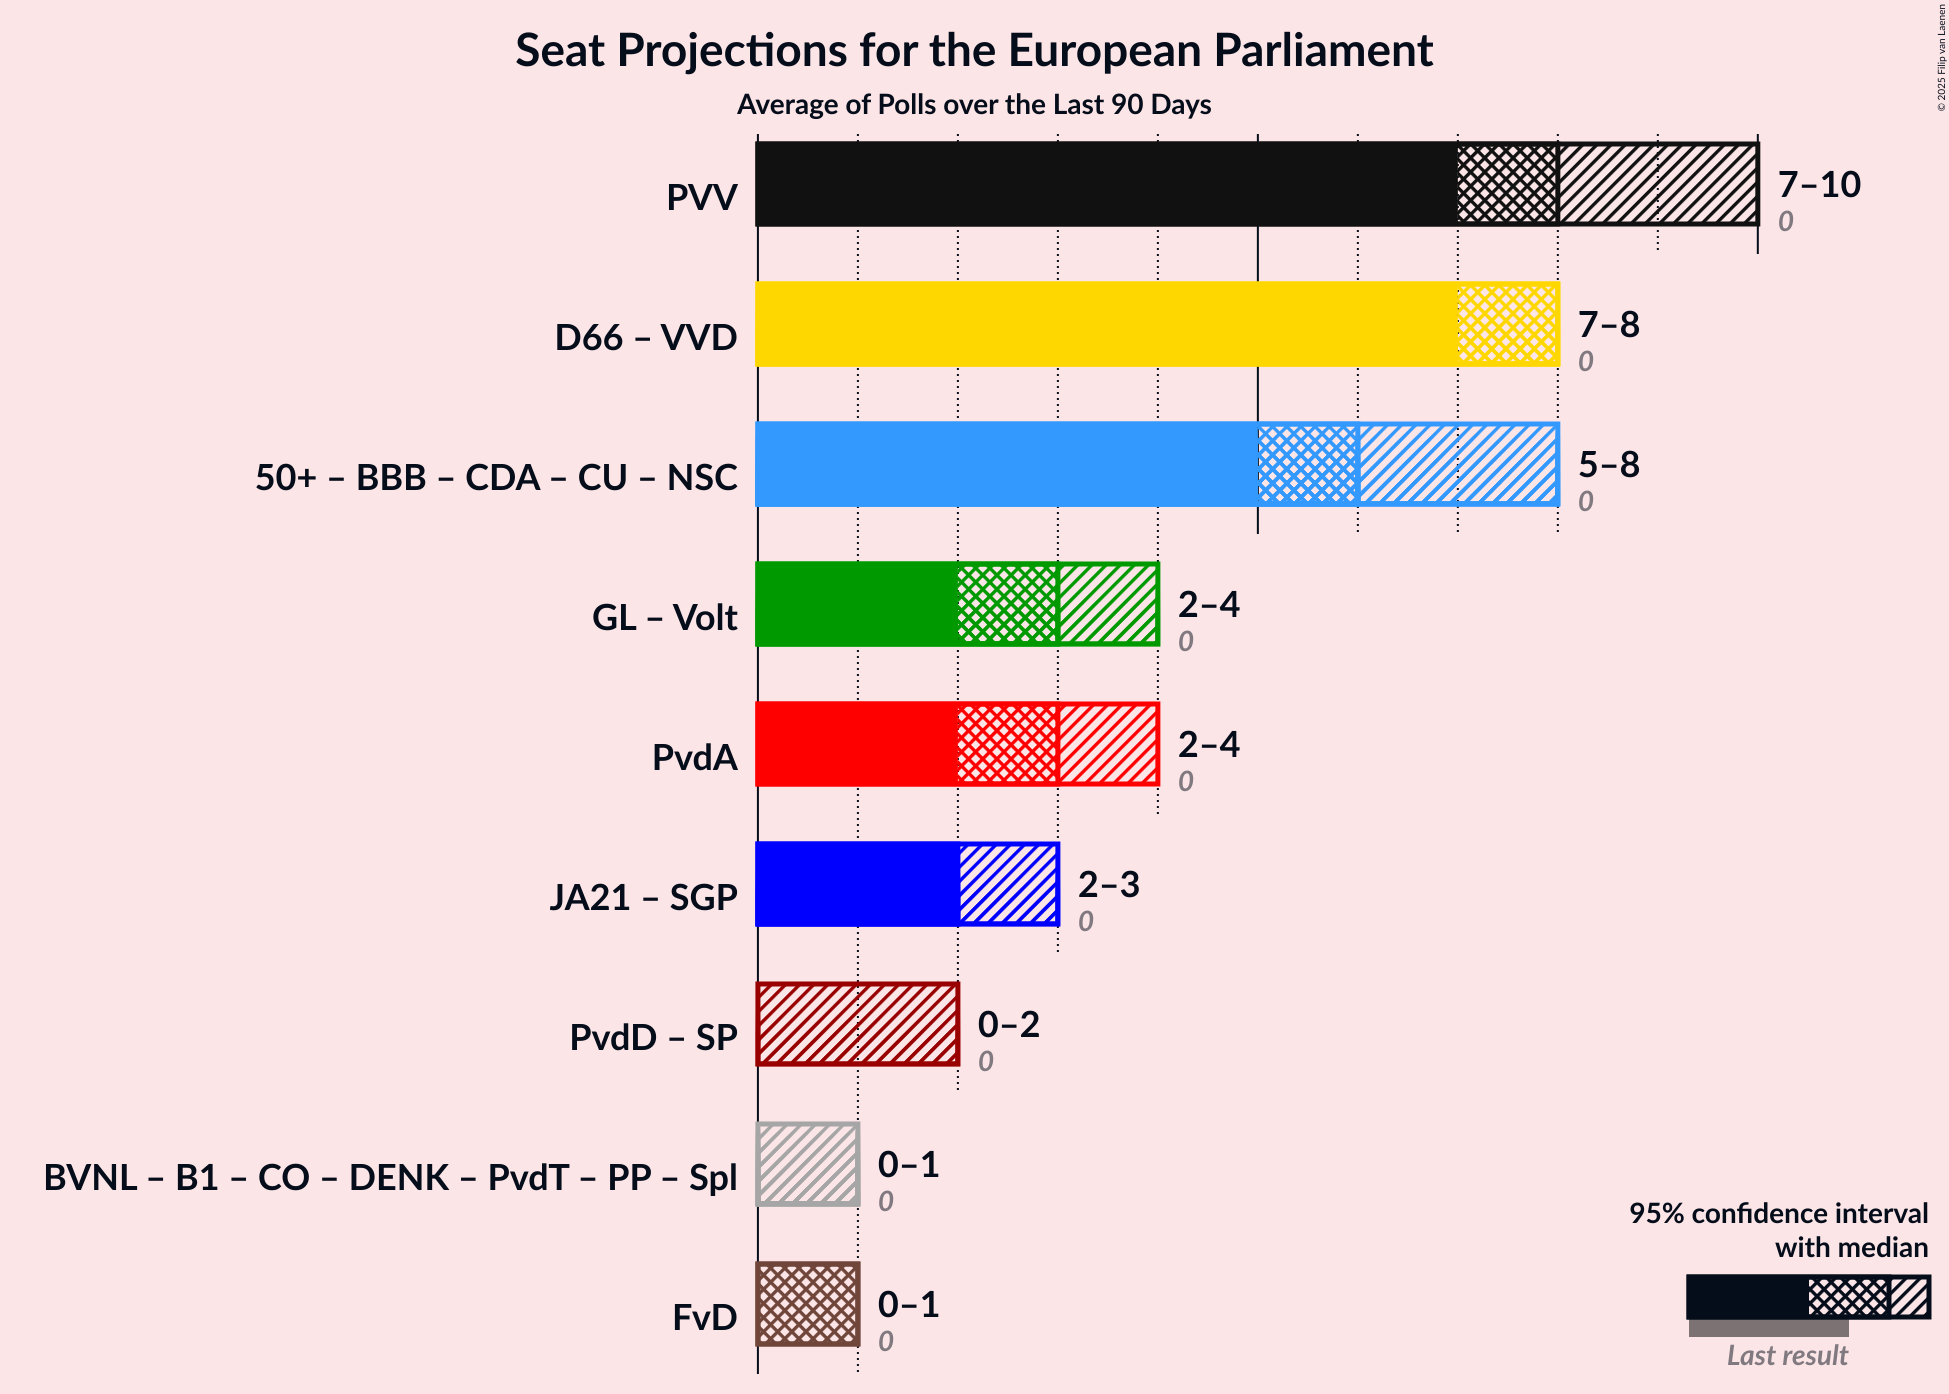 Seat Projections for the European Parliament
Average of Polls over the Last 90 Days
© 2025 Filip van Laenen
PVV
7–10
0
D66 – VVD
7–8
0
50+ – BBB – CDA – CU – NSC
5–8
0
GL – Volt
2–4
0
PvdA
2–4
0
JA21 – SGP
2–3
0
PvdD – SP
0–2
0
BVNL – B1 – CO – DENK – PvdT – PP – Spl
0–1
0
FvD
0–1
0
95% confidence interval
with median
Last result